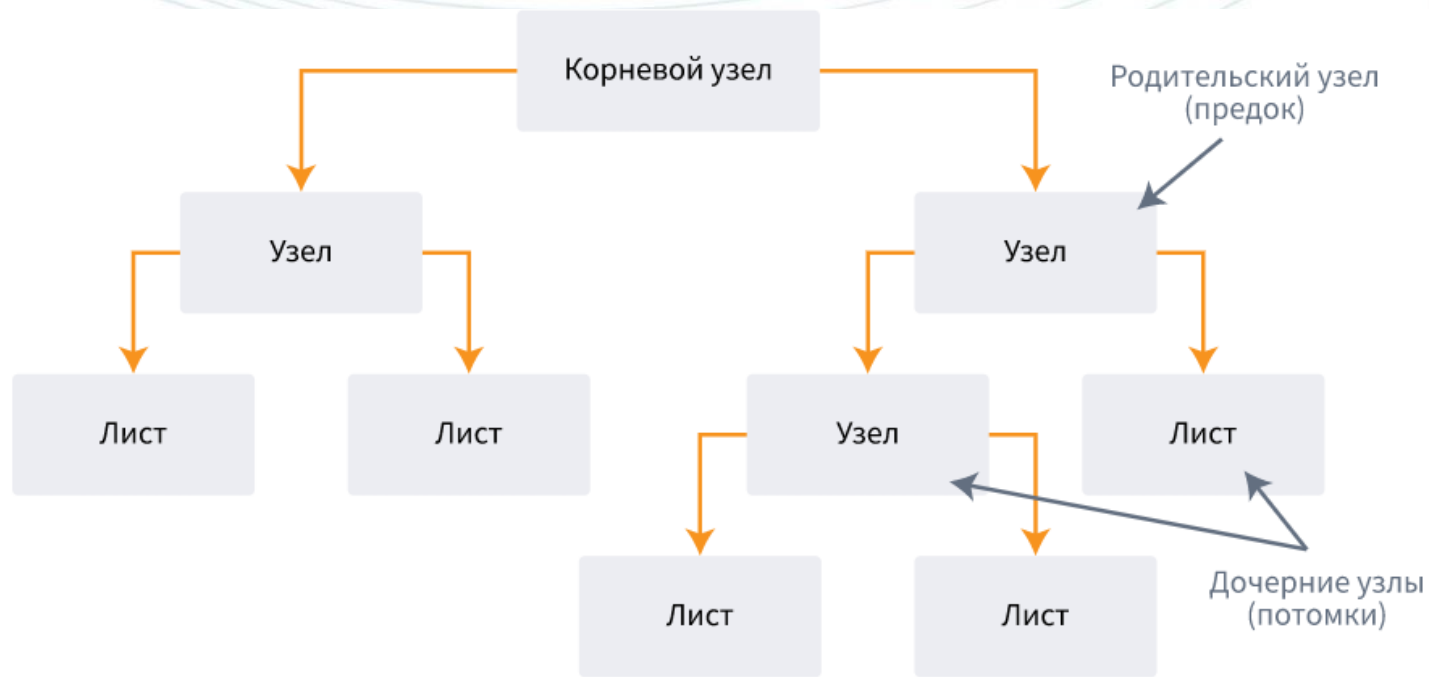 Корневой узел
Родительский узел
(предок)
Узел
Узел
Лист
Лист
Узел
Лист
Лист
Лист
Дочерние узлы
(потомки)